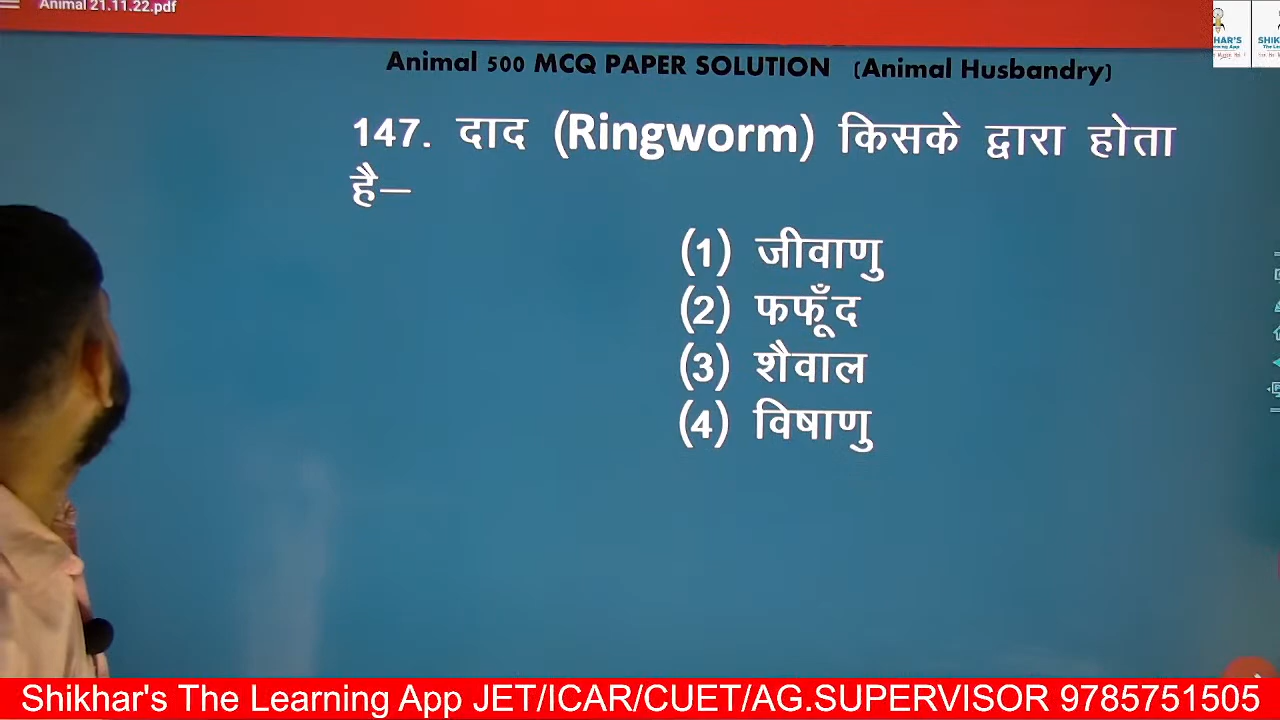 Animal 21.11.22.pdf
Animal 500 MCQ PAPER SOLUTION (Animal Husbandry)
147. दाद (Ringworm) किसके द्वारा होता
है–
(1) जीवाणु
(2) फफूँद
(3) शैवाल
(4) विषाणु
Shikhar's The Learning App JET/ICAR/CUET/AG.SUPERVISOR 9785751505